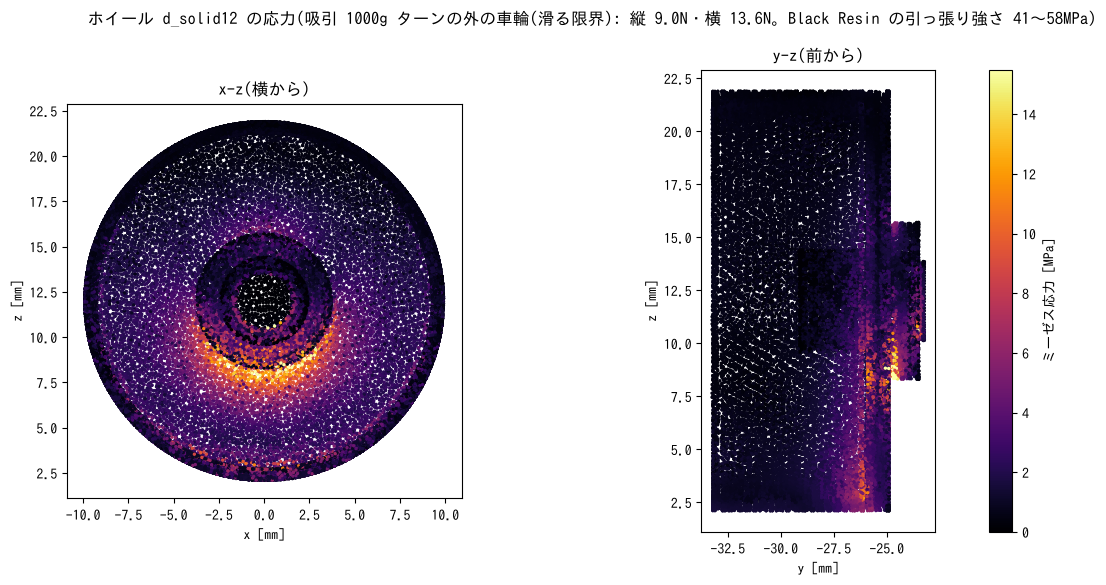 ホイール d_solid12 の応力(吸引 1000g ターンの外の車輪(滑る限界): 縦 9.0N・横 13.6N。Black Resin の引っ張り強さ 41〜58MPa)
x-z(横から)
22.5
20.0
17.5
15.0
12.5
10.0
7.5
5.0
2.5
z [mm]
-10.0 -7.5 -5.0 -2.5 0.0 2.5 5.0 7.5 10.0
x [mm]
y-z(前から)
22.5
20.0
17.5
15.0
12.5
10.0
7.5
5.0
2.5
z [mm]
-32.5 -30.0 -27.5 -25.0
y [mm]
14
12
10
8
6
4
2
0
ミーゼス応力 [MPa]